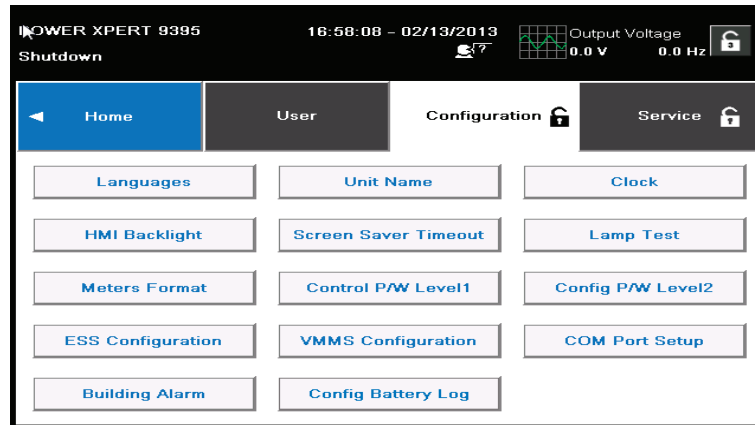 POWER XPERT 9395
16:58:08 - 02/13/2013
Output Voltage
Shutdown
?
0.0 V 0.0 Hz
3
Home
User
Configuration
Service
Languages
Unit Name
Clock
HMI Backlight
Screen Saver Timeout
Lamp Test
Meters Format
Control P/W Level1
Config P/W Level2
ESS Configuration
VMMS Configuration
COM Port Setup
Building Alarm
Config Battery Log